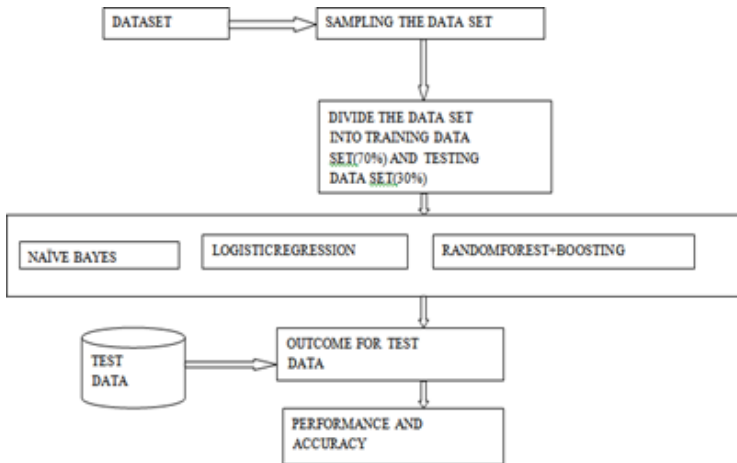 DATASET
SAMPLING THE DATA SET
DIVIDE THE DATA SET
INTO TRAINING DATA
SET(70%) AND TESTING
DATA SET(30%)
NAÏVE BAYES
LOGISTICREGRESSION
RANDOMFOREST+BOOSTING
TEST
DATA
OUTCOME FOR TEST
DATA
PERFORMANCE AND
ACCURACY